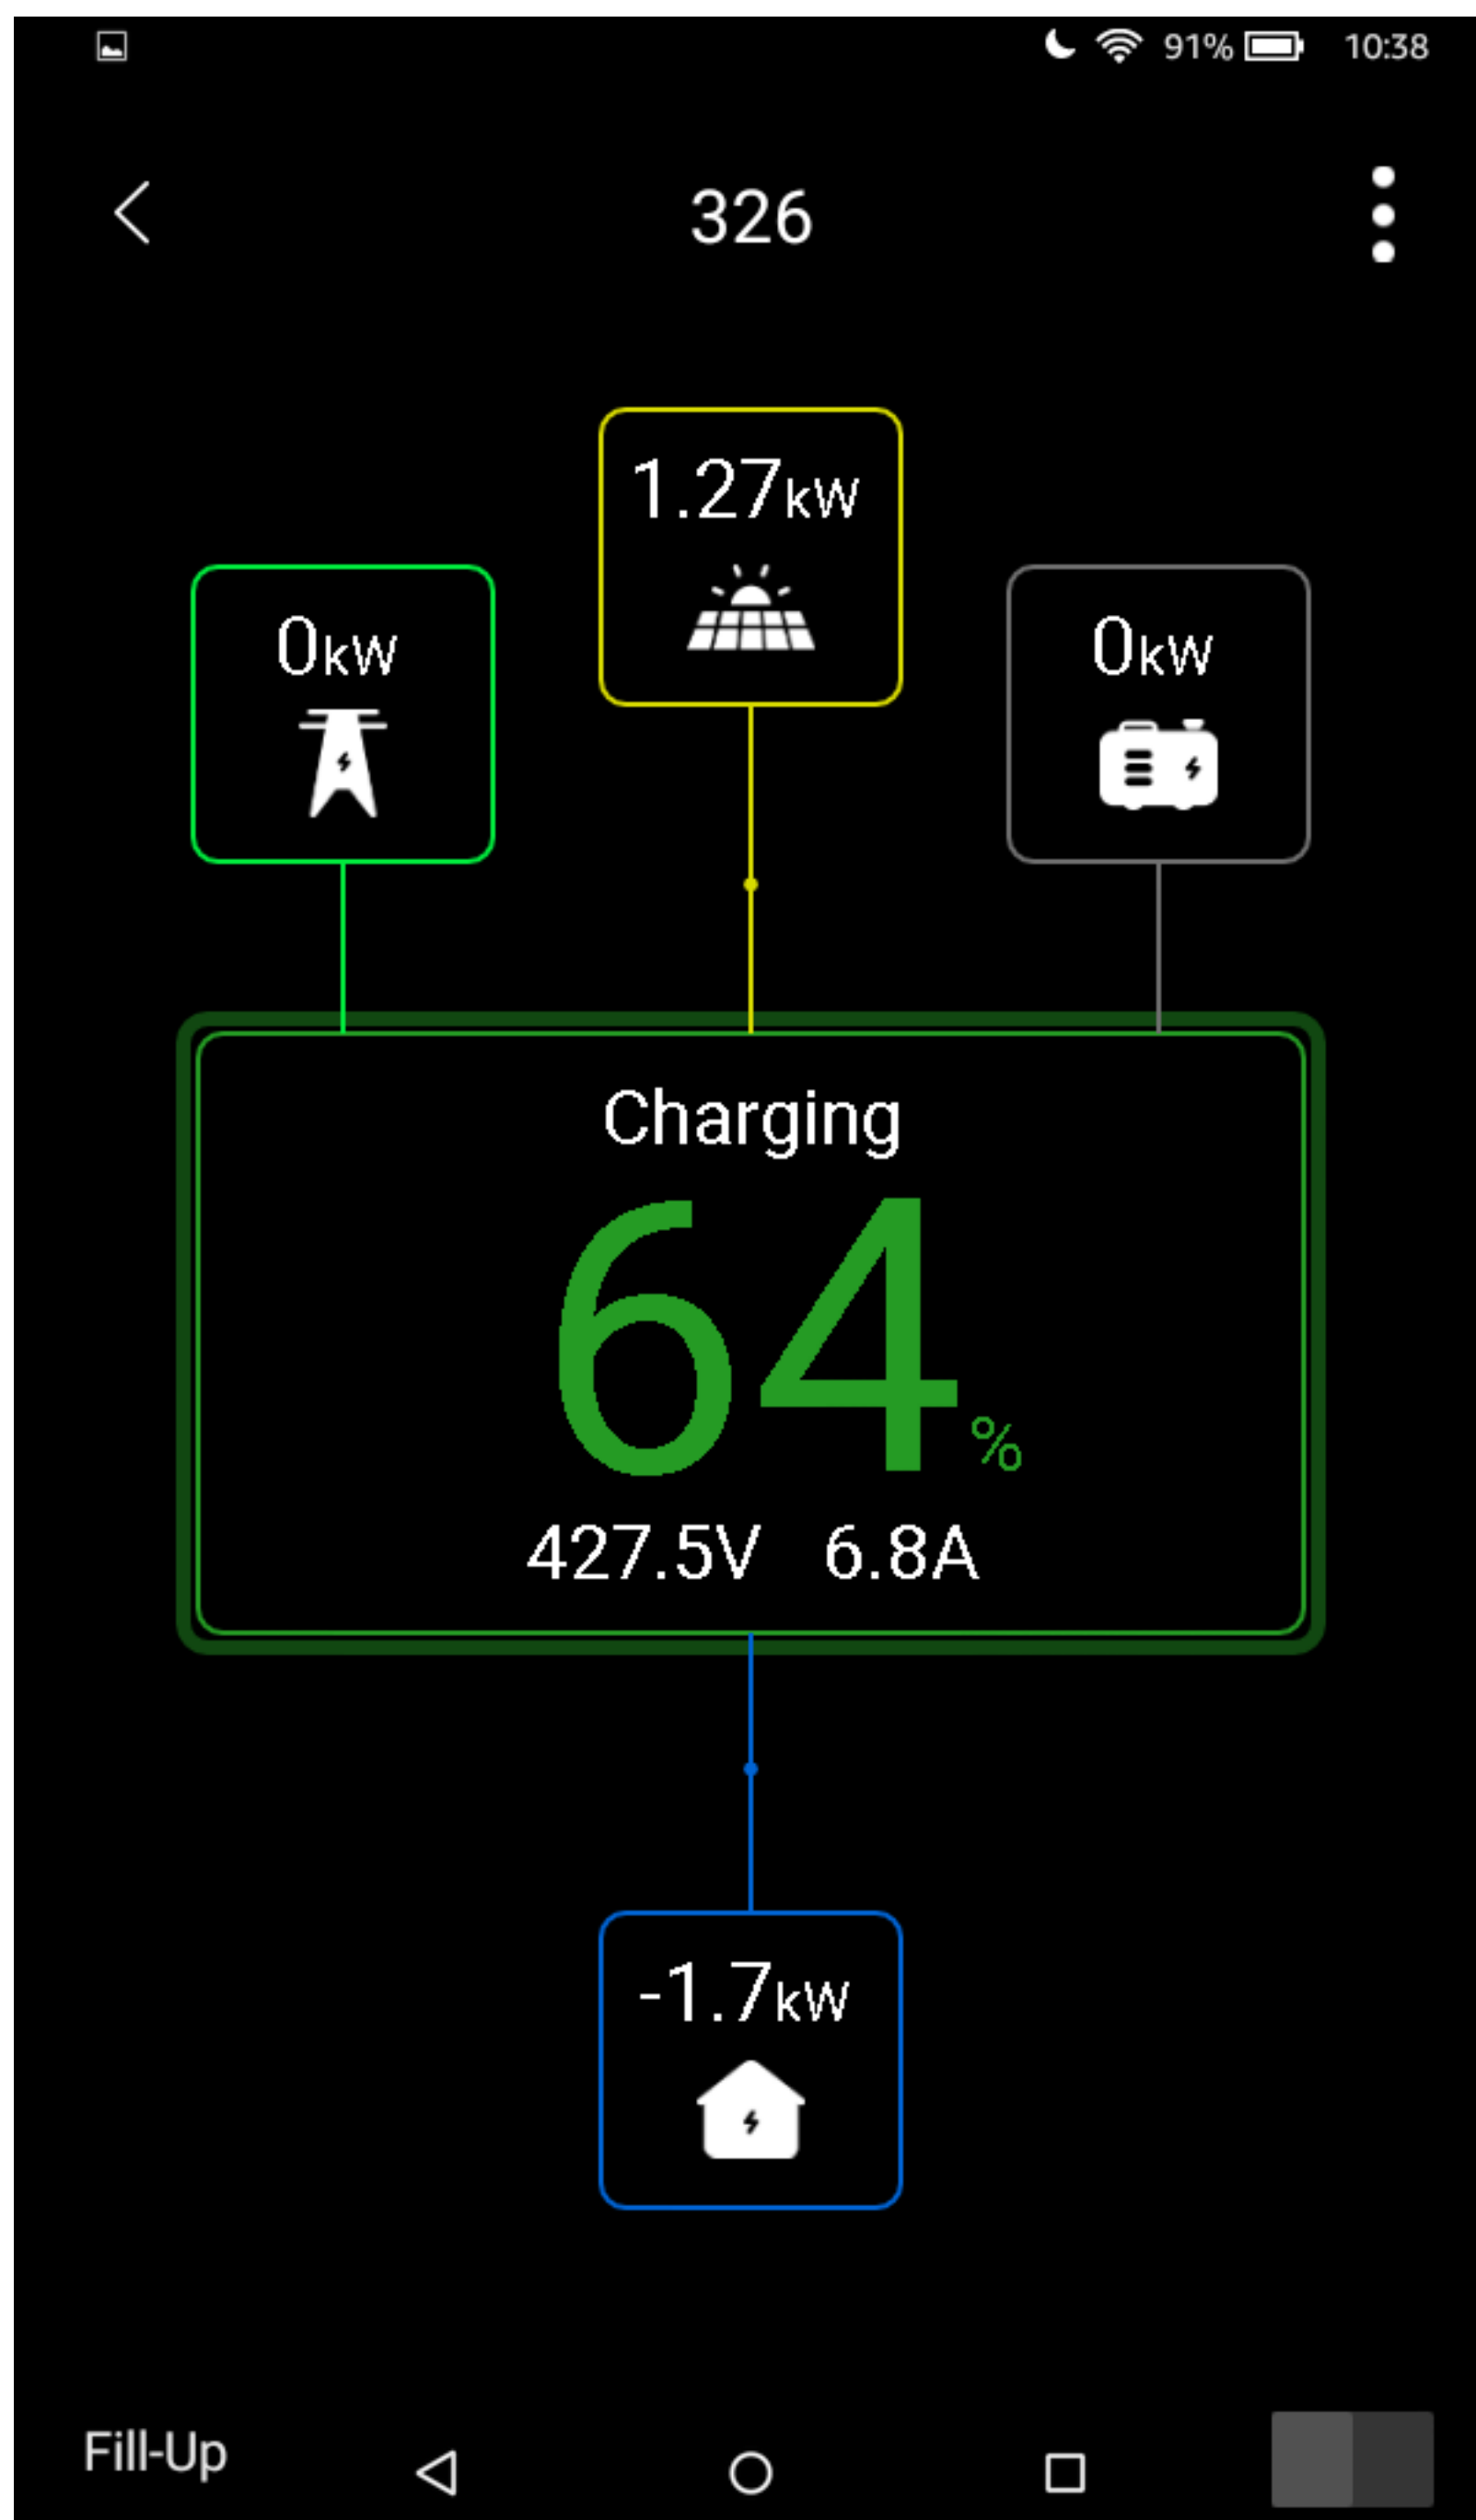 91% 10:38
326
1.27kW
0kW 0kW
Charging
64%
427.5V 6.8A
-1.7kW
Fill-Up